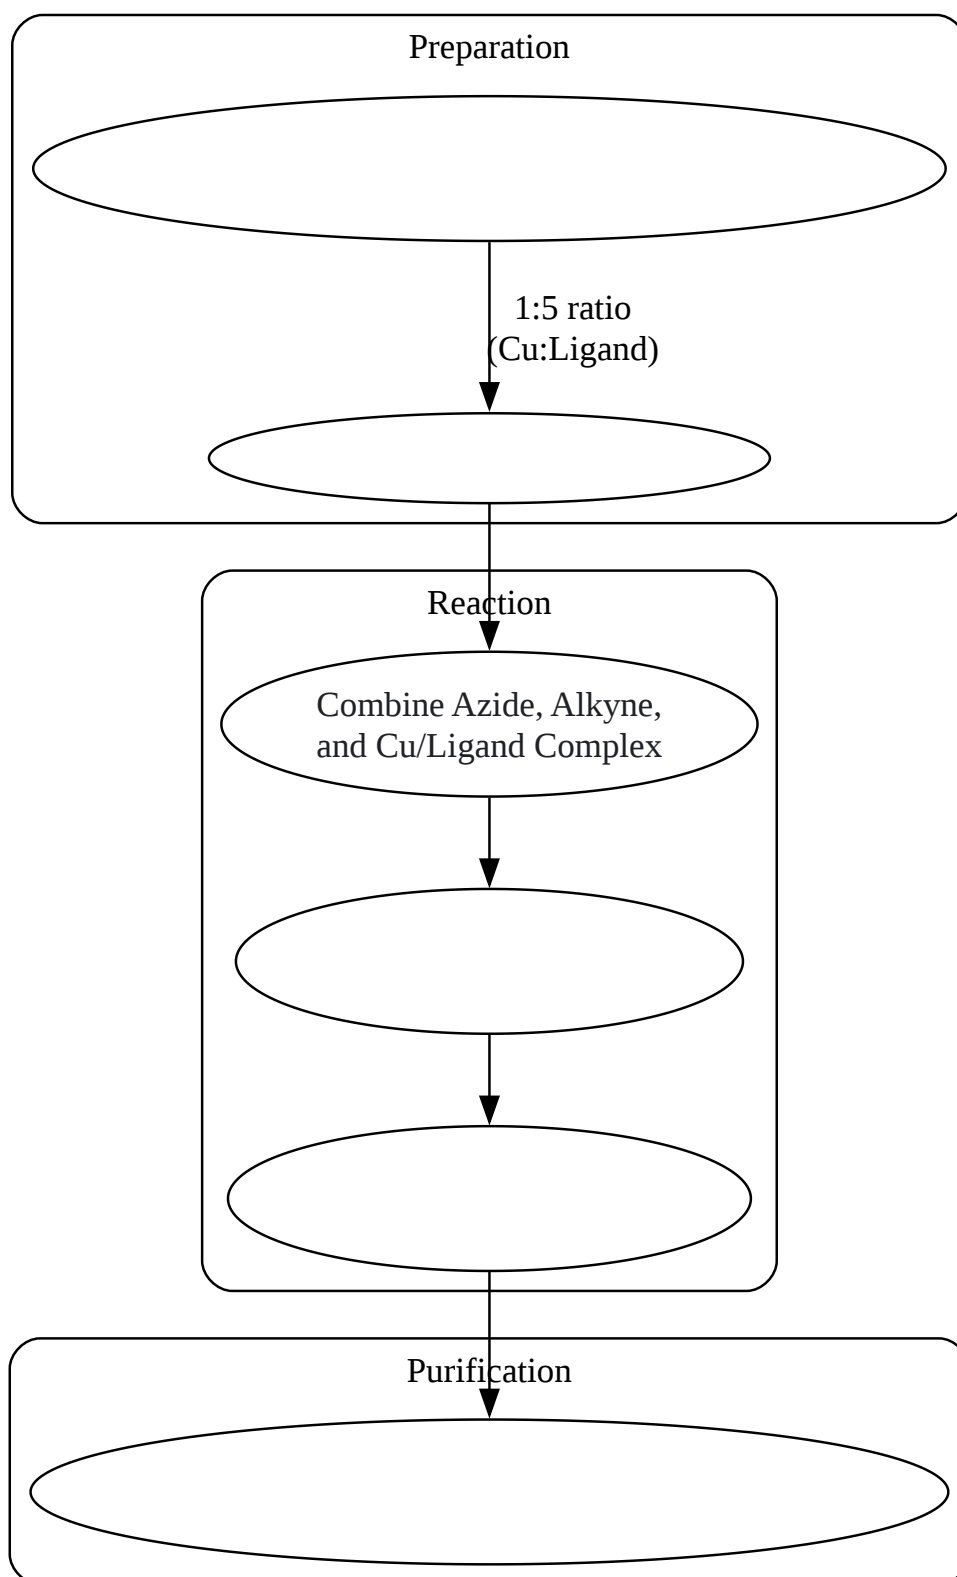 Preparation
1:5 ratio
(Cu:Ligand)
Reaction
Combine Azide, Alkyne,
and Cu/Ligand Complex
Purification